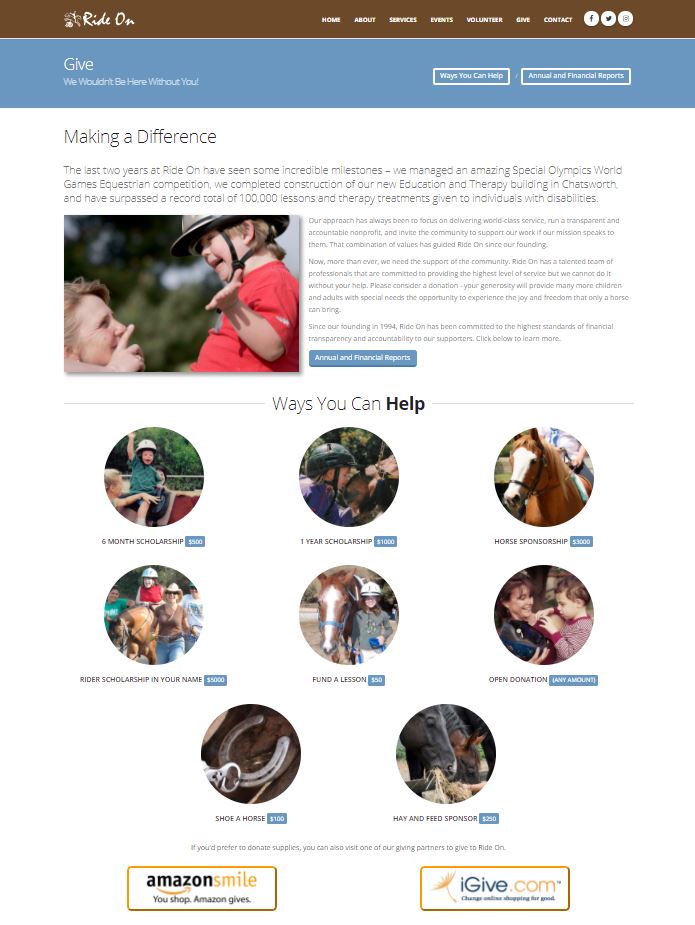 Ride On
HOME ABOUT SERVICES EVENTS VOLUNTEER GIVE CONTACT
Give
We Wouldn't Be Here Without You!
Ways You Can Help / Annual and Financial Reports
Making a Difference
The last two years at Ride On have seen some incredible milestones – we managed an amazing Special Olympics World
Games Equestrian competition, we completed construction of our new Education and Therapy building in Chatsworth,
and have surpassed a record total of 100,000 lessons and therapy treatments given to individuals with disabilities.
Our approach has always been to focus on delivering world-class service, run a transparent and
accountable nonprofit, and invite the community to support our work if our mission speaks to
them. That combination of values has guided Ride On since our founding.
Now, more than ever, we need the support of the community. Ride On has a talented team of
professionals that are committed to providing the highest level of service but we cannot do it
without your help. Please consider a donation - your generosity will provide many more children
and adults with special needs the opportunity to experience the joy and freedom that only a horse
can bring.
Since our founding in 1994, Ride On has been committed to the highest standards of financial
transparency and accountability to our supporters. Click below to learn more.
Annual and Financial Reports
Ways You Can Help
6 MONTH SCHOLARSHIP $500
1 YEAR SCHOLARSHIP $1000
HORSE SPONSORSHIP $3000
RIDER SCHOLARSHIP IN YOUR NAME $5000
FUND A LESSON $50
OPEN DONATION (ANY AMOUNT)
SHOE A HORSE $100
HAY AND FEED SPONSOR $250
If you'd prefer to donate supplies, you can also visit one of our giving partners to give to Ride On.
amazonsmile
You shop. Amazon gives.
iGive.com™
Change online shopping for good.